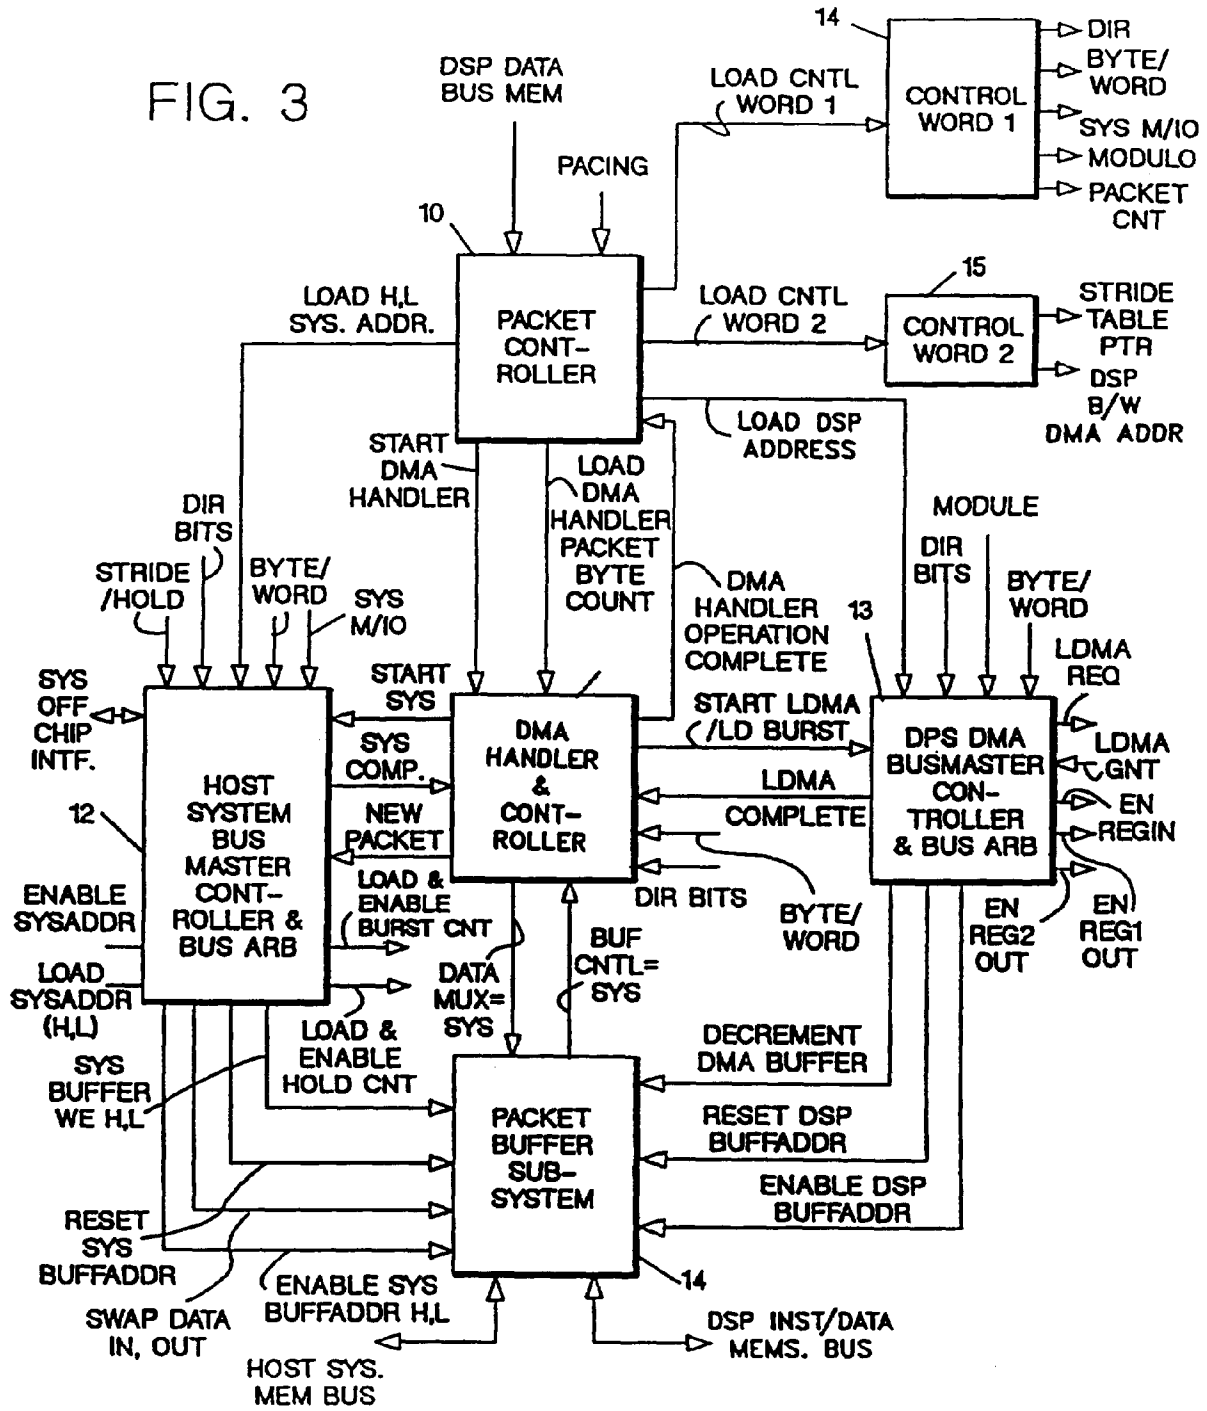 FIG. 3
DSP DATA
BUS MEM
PACING
10
LOAD CNTL
WORD 1
14
CONTROL
WORD 1
DIR
BYTE/
WORD
SYS M/IO
MODULO
PACKET
CNT
LOAD H,L
SYS. ADDR.
PACKET
CONT-
ROLLER
LOAD CNTL
WORD 2
15
CONTROL
WORD 2
STRIDE
TABLE
PTR
DSP
B/W
DMA ADDR
LOAD DSP
ADDRESS
START
DMA
HANDLER
LOAD
DMA
HANDLER
PACKET
BYTE
COUNT
DMA
HANDLER
OPERATION
COMPLETE
DIR
BITS
STRIDE
/HOLD
BYTE/
WORD
SYS
M/IO
MODULE
DIR
BITS
BYTE/
WORD
13
LDMA
REQ
SYS
OFF
CHIP
INTF.
START
SYS
SYS
COMP.
NEW
PACKET
DMA
HANDLER
&
CONT-
ROLLER
START LDMA
/LD BURST
LDMA
COMPLETE
DPS DMA
BUSMASTER
CON-
TROLLER
& BUS ARB
LDMA
GNT
EN
REGIN
12
HOST
SYSTEM
BUS
MASTER
CONT-
ROLLER &
BUS ARB
ENABLE
SYSADDR
LOAD
SYSADDR
(H,L)
LOAD &
ENABLE
BURST CNT
LOAD &
ENABLE
HOLD CNT
DIR BITS
BYTE/
WORD
EN
REG2
OUT
EN
REG1
OUT
DATA
MUX=
SYS
BUF
CNTL=
SYS
SYS
BUFFER
WE H,L
DECREMENT
DMA BUFFER
RESET DSP
BUFFADDR
ENABLE DSP
BUFFADDR
PACKET
BUFFER
SUB-
SYSTEM
14
RESET
SYS
BUFFADDR
SWAP DATA
IN, OUT
ENABLE SYS
BUFFADDR H,L
HOST SYS.
MEM BUS
DSP INST/DATA
MEMS. BUS